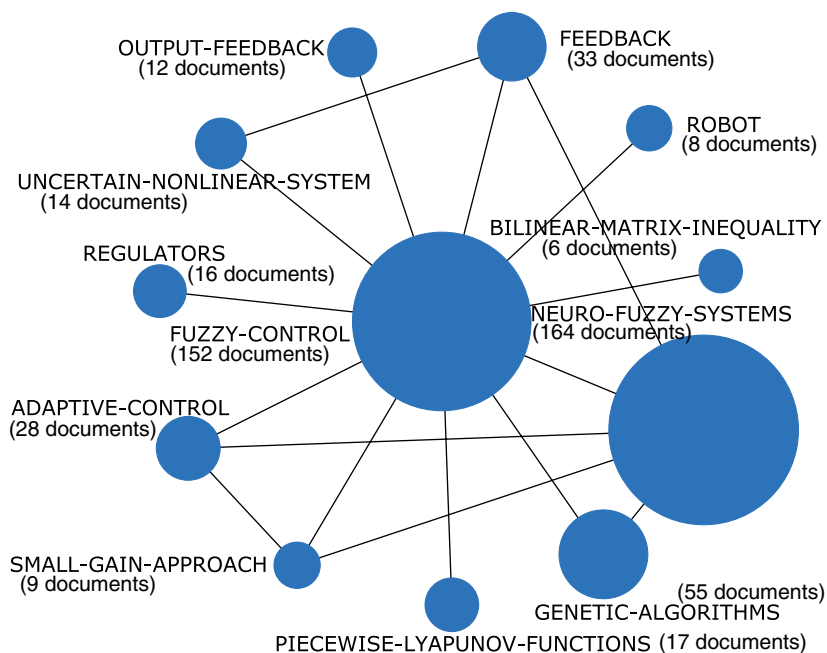 OUTPUT-FEEDBACK
(12 documents)
FEEDBACK
(33 documents)
ROBOT
(8 documents)
UNCERTAIN-NONLINEAR-SYSTEM
(14 documents)
BILINEAR-MATRIX-INEQUALITY
(6 documents)
REGULATORS
(16 documents)
NEURO-FUZZY-SYSTEMS
(164 documents)
FUZZY-CONTROL
(152 documents)
ADAPTIVE-CONTROL
(28 documents)
SMALL-GAIN-APPROACH
(9 documents)
(55 documents)
GENETIC-ALGORITHMS
PIECEWISE-LYAPUNOV-FUNCTIONS (17 documents)